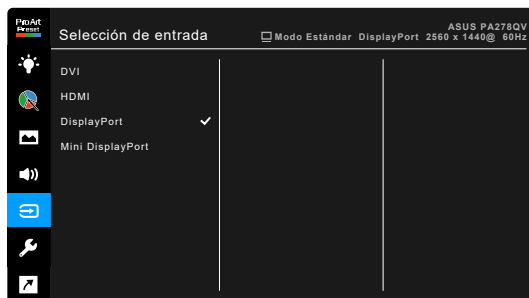 ProArt
Preset
Selección de entrada
ASUS PA278QV
Modo Estándar DisplayPort 2560 x 1440@ 60Hz
DVI
HDMI
DisplayPort
Mini DisplayPort